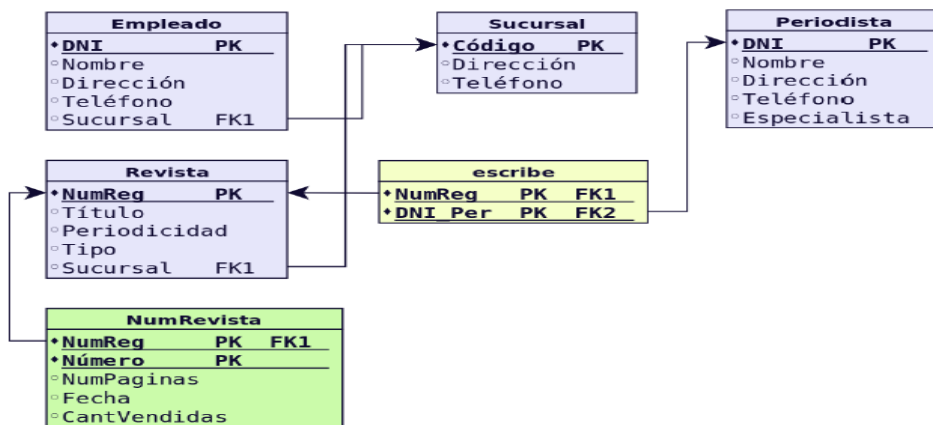 Empleado
DNI PK
Nombre
Dirección
Teléfono
Sucursal FK1
Sucursal
Código PK
Dirección
Teléfono
Periodista
DNI PK
Nombre
Dirección
Teléfono
Especialista
Revista
NumReg PK
Título
Periodicidad
Tipo
Sucursal FK1
escribe
NumReg PK FK1
DNI_Per PK FK2
NumRevista
NumReg PK FK1
Número PK
NumPaginas
Fecha
CantVendidas